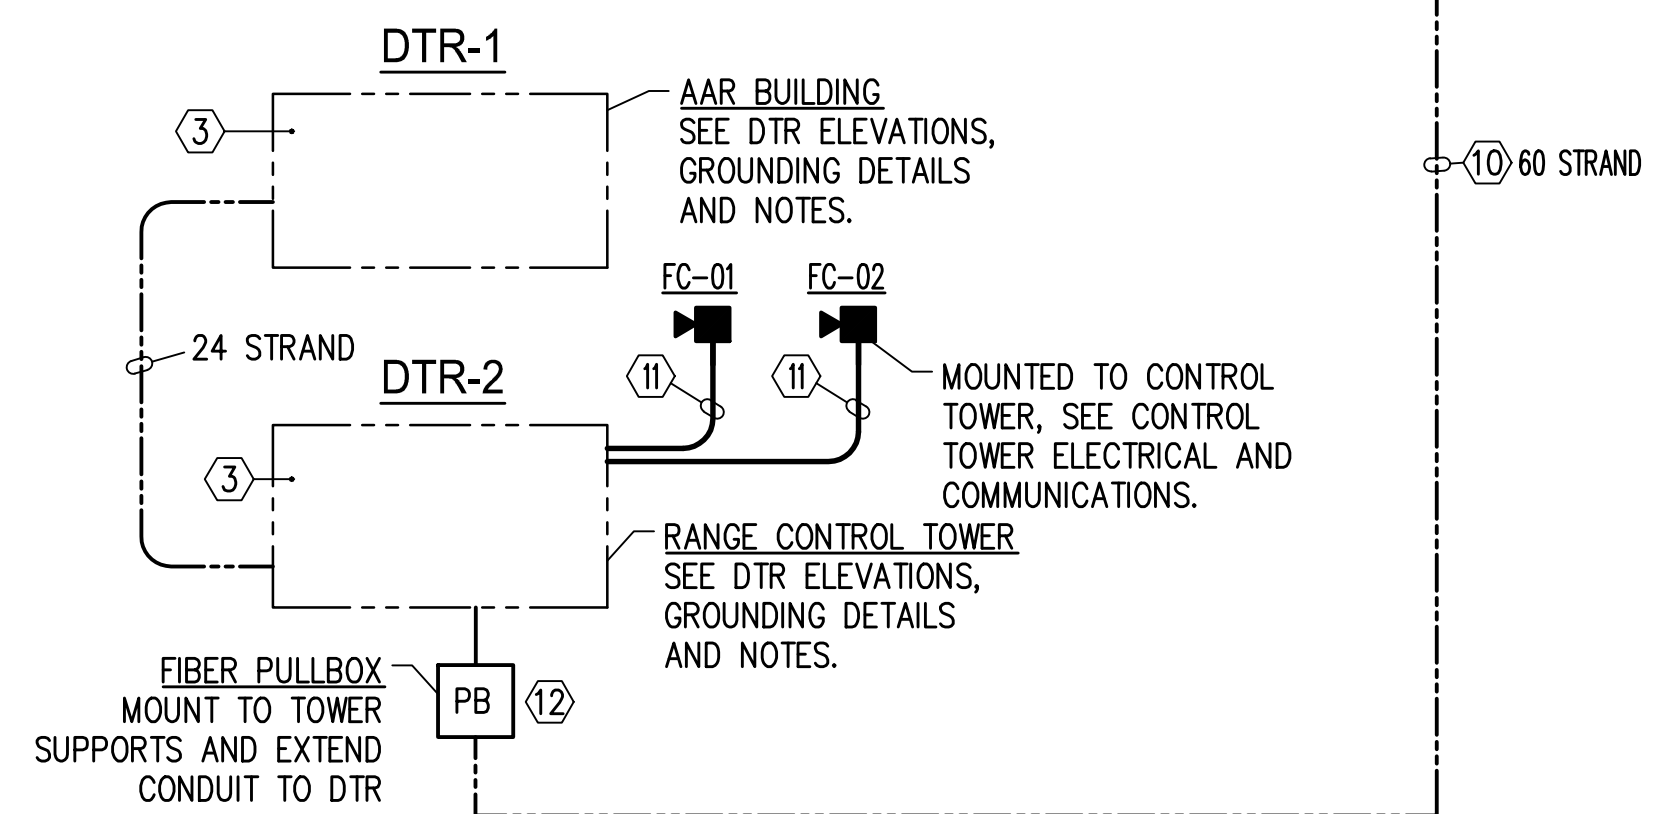 DTR-1
3
AAR BUILDING
SEE DTR ELEVATIONS,
GROUNDING DETAILS
AND NOTES.
10 60 STRAND
FC-01
FC-02
24 STRAND
11
11
DTR-2
MOUNTED TO CONTROL
TOWER, SEE CONTROL
TOWER ELECTRICAL AND
COMMUNICATIONS.
3
RANGE CONTROL TOWER
SEE DTR ELEVATIONS,
GROUNDING DETAILS
AND NOTES.
FIBER PULLBOX
MOUNT TO TOWER
SUPPORTS AND EXTEND
CONDUIT TO DTR
PB
12